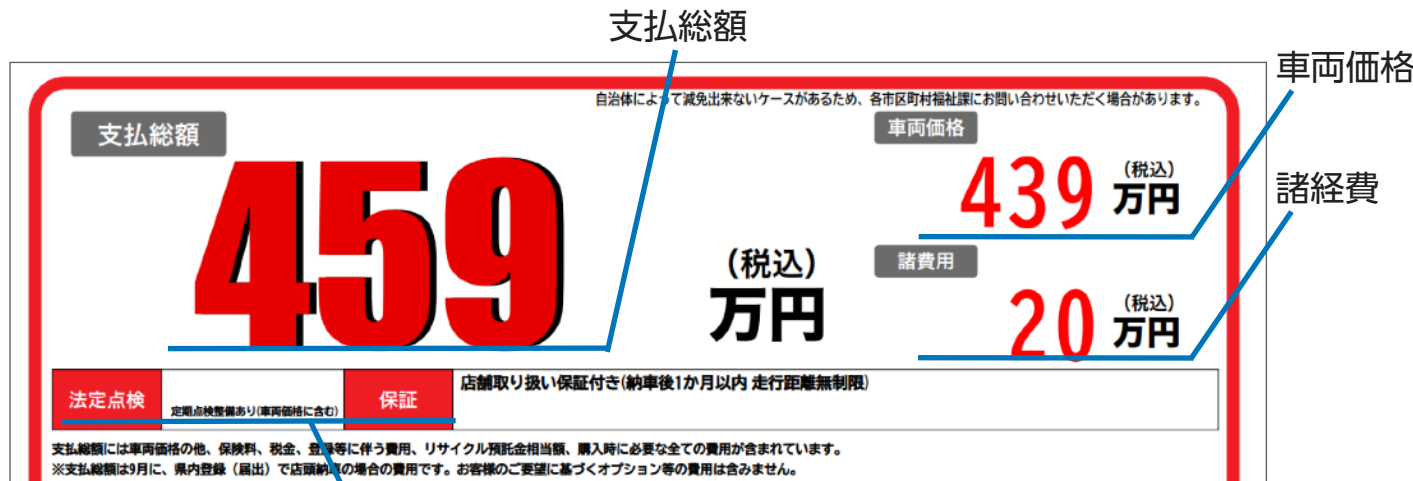 支払総額
車両価格
自治体によって減免出来ないケースがあるため、各市区町村福祉課にお問い合わせいただく場合があります。
支払総額
車両価格
459
(税込)
万円
439
(税込)
万円
諸経費
諸費用
20
(税込)
万円
法定点検
定期点検整備あり(車両価格に含む)
保証
店舗取り扱い保証付き(納車後1か月以内 走行距離無制限)
支払総額には車両価格の他、保険料、税金、登録等に伴う費用、リサイクル預託金相当額、購入時に必要な全ての費用が含まれています。
※支払総額は9月に、県内登録（届出）で店頭納車の場合の費用です。お客様のご要望に基づくオプション等の費用は含みません。